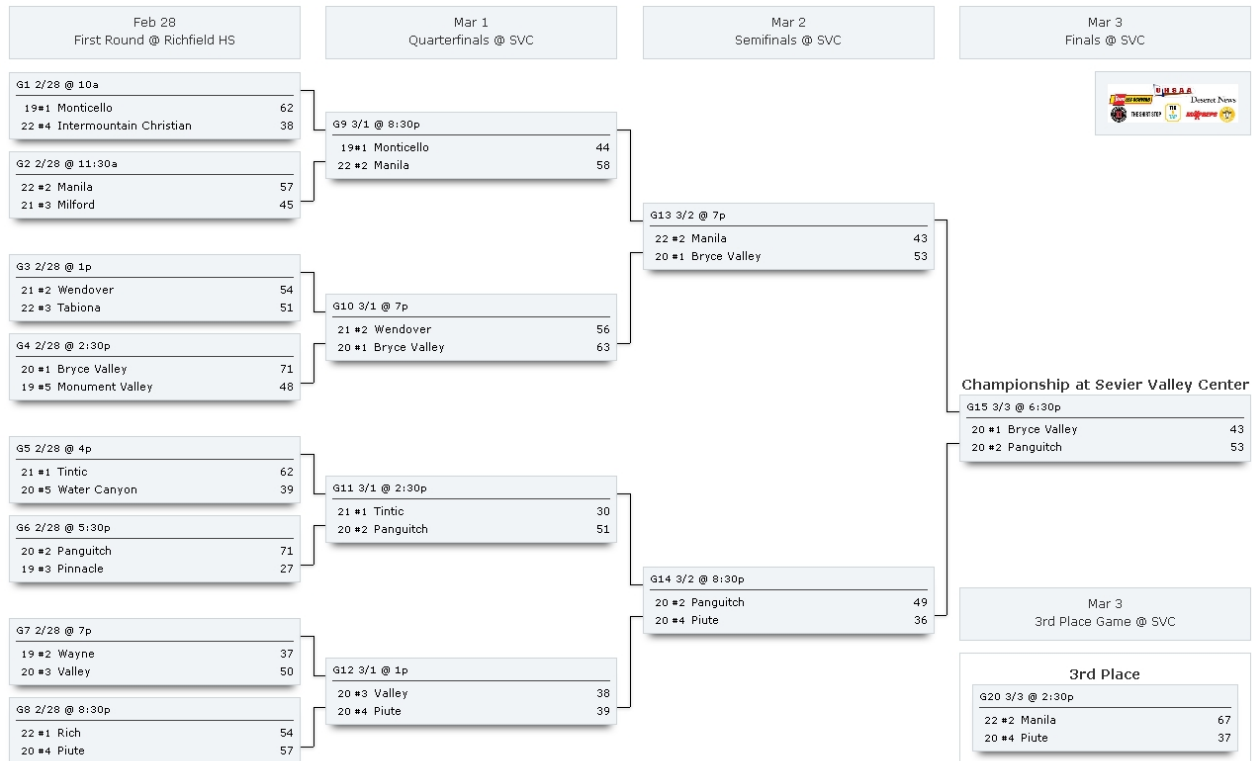 Feb 28
First Round @ Richfield HS
Mar 1
Quarterfinals @ SVC
Mar 2
Semifinals @ SVC
Mar 3
Finals @ SVC
UHSAA
Deseret News
THE SHIRT STOP
G1 2/28 @ 10a
19#1 Monticello 62
22 #4 Intermountain Christian 38
G2 2/28 @ 11:30a
22 #2 Manila 57
21 #3 Milford 45
G3 2/28 @ 1p
21 #2 Wendover 54
22 #3 Tabiona 51
G4 2/28 @ 2:30p
20 #1 Bryce Valley 71
19 #5 Monument Valley 48
G5 2/28 @ 4p
21 #1 Tintic 62
20 #5 Water Canyon 39
G6 2/28 @ 5:30p
20 #2 Panguitch 71
19 #3 Pinnacle 27
G7 2/28 @ 7p
19 #2 Wayne 37
20 #3 Valley 50
G8 2/28 @ 8:30p
22 #1 Rich 54
20 #4 Piute 57
G9 3/1 @ 8:30p
19#1 Monticello 44
22 #2 Manila 58
G10 3/1 @ 7p
21 #2 Wendover 56
20 #1 Bryce Valley 63
G11 3/1 @ 2:30p
21 #1 Tintic 30
20 #2 Panguitch 51
G12 3/1 @ 1p
20 #3 Valley 38
20 #4 Piute 39
G13 3/2 @ 7p
22 #2 Manila 43
20 #1 Bryce Valley 53
G14 3/2 @ 8:30p
20 #2 Panguitch 49
20 #4 Piute 36
Championship at Sevier Valley Center
G15 3/3 @ 6:30p
20 #1 Bryce Valley 43
20 #2 Panguitch 53
Mar 3
3rd Place Game @ SVC
3rd Place
G20 3/3 @ 2:30p
22 #2 Manila 67
20 #4 Piute 37